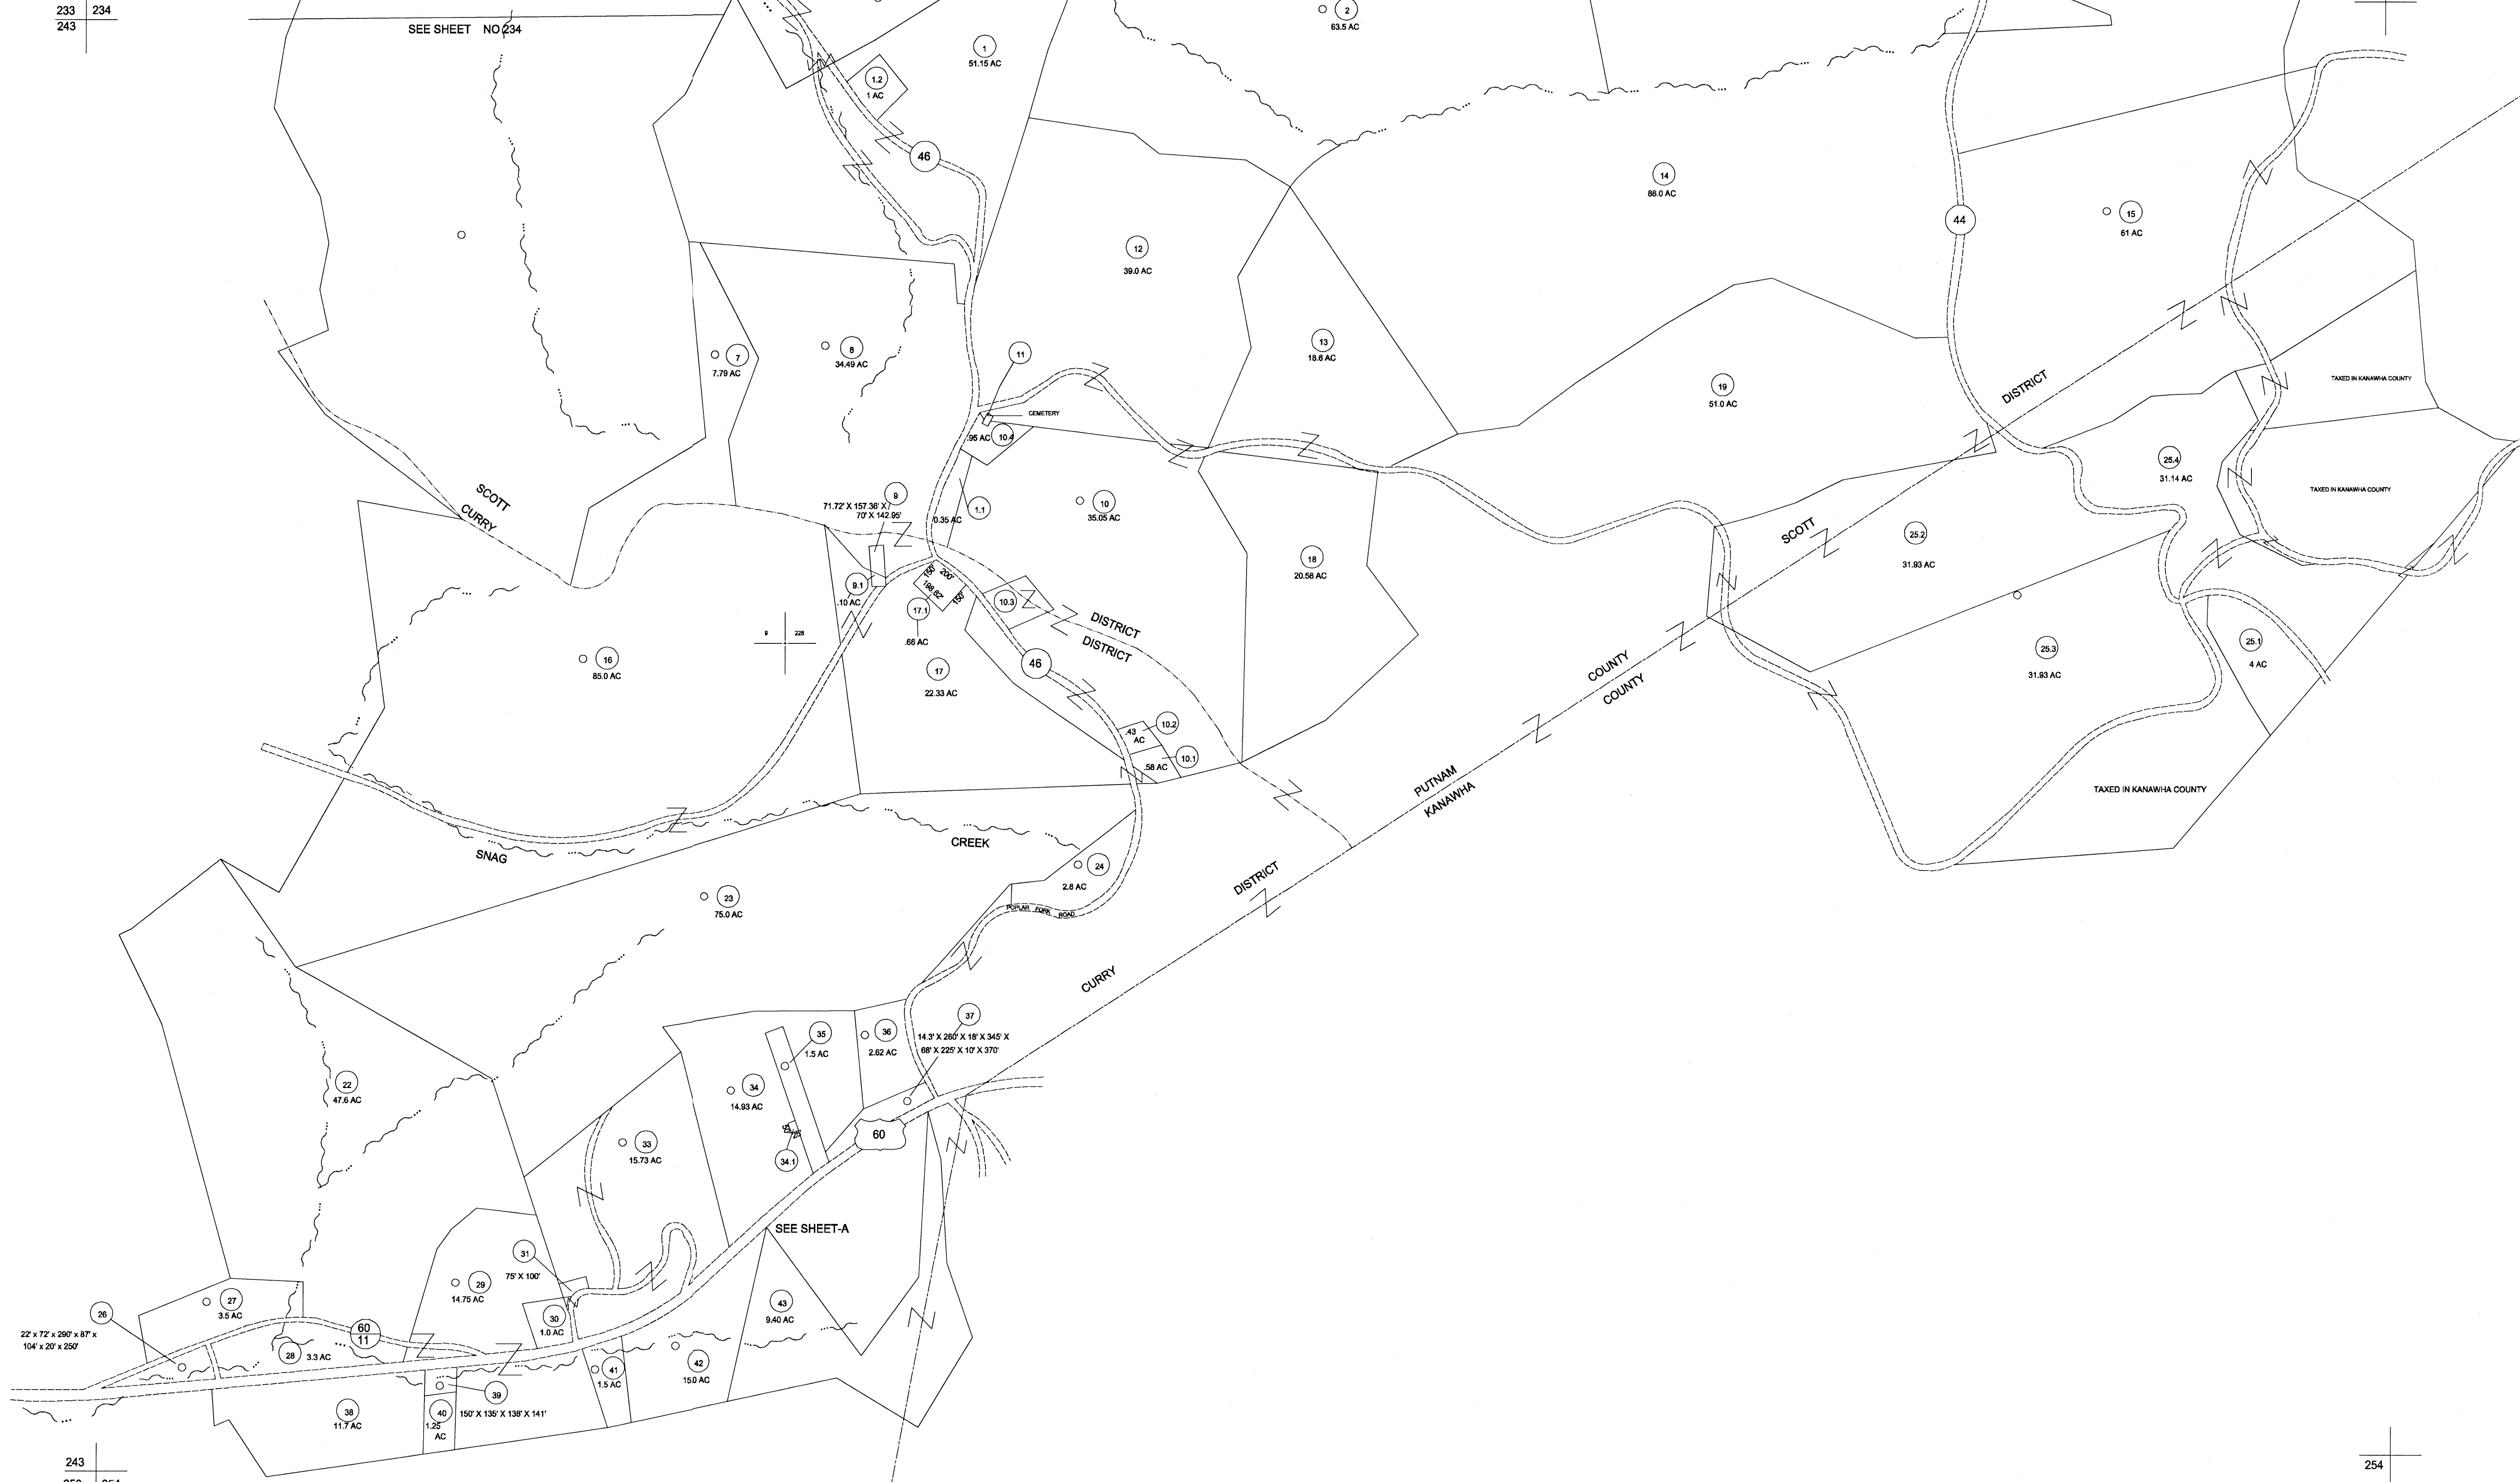 233 234
243
SEE SHEET NO 234
2
63.5 AC
1
51.15 AC
1.2
1 AC
46
14
88.0 AC
44
15
61 AC
12
39.0 AC
7
7.79 AC
8
34.49 AC
11
13
18.6 AC
19
51.0 AC
DISTRICT
TAXED IN KANAWHA COUNTY
CEMETERY
.95 AC 10.4
25.4
31.14 AC
TAXED IN KANAWHA COUNTY
SCOTT
CURRY
9
71.72' X 157.36' X
70' X 142.95'
1.1
0.35 AC
10
35.05 AC
SCOTT
25.2
31.93 AC
18
20.58 AC
9.1
.10 AC
150' 200'
198.62' 150'
17.1
.66 AC
10.3
DISTRICT
DISTRICT
9 228
16
85.0 AC
17
22.33 AC
46
COUNTY
COUNTY
25.3
31.93 AC
25.1
4 AC
10.2
.43
AC
10.1
.58 AC
PUTNAM
KANAWHA
TAXED IN KANAWHA COUNTY
SNAG
CREEK
24
2.8 AC
DISTRICT
23
75.0 AC
POPLAR FORK ROAD
CURRY
37
14.3' X 260' X 18' X 345' X
68' X 225' X 10' X 370'
35
1.5 AC
36
2.62 AC
22
47.6 AC
34
14.93 AC
60
33
15.73 AC
34.1
SEE SHEET-A
31
75' X 100'
29
14.75 AC
27
3.5 AC
26
22' x 72' x 290' x 87' x
104' x 20' x 250'
30
1.0 AC
43
9.40 AC
60
11
28 3.3 AC
41
1.5 AC
42
15.0 AC
39
150' X 135' X 138' X 141'
38
11.7 AC
40
1.25
AC
243
254